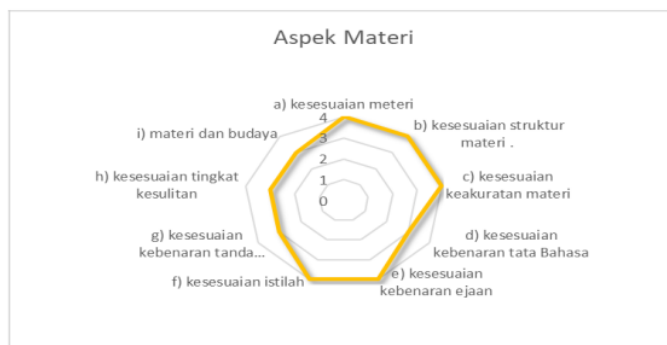 Aspek Materi
a) kesesuaian meteri
b) kesesuaian struktur
materi .
c) kesesuaian
keakuratan materi
d) kesesuaian
kebenaran tata Bahasa
e) kesesuaian
kebenaran ejaan
f) kesesuaian istilah
g) kesesuaian
kebenaran tanda...
h) kesesuaian tingkat
kesulitan
i) materi dan budaya
4
3
2
1
0